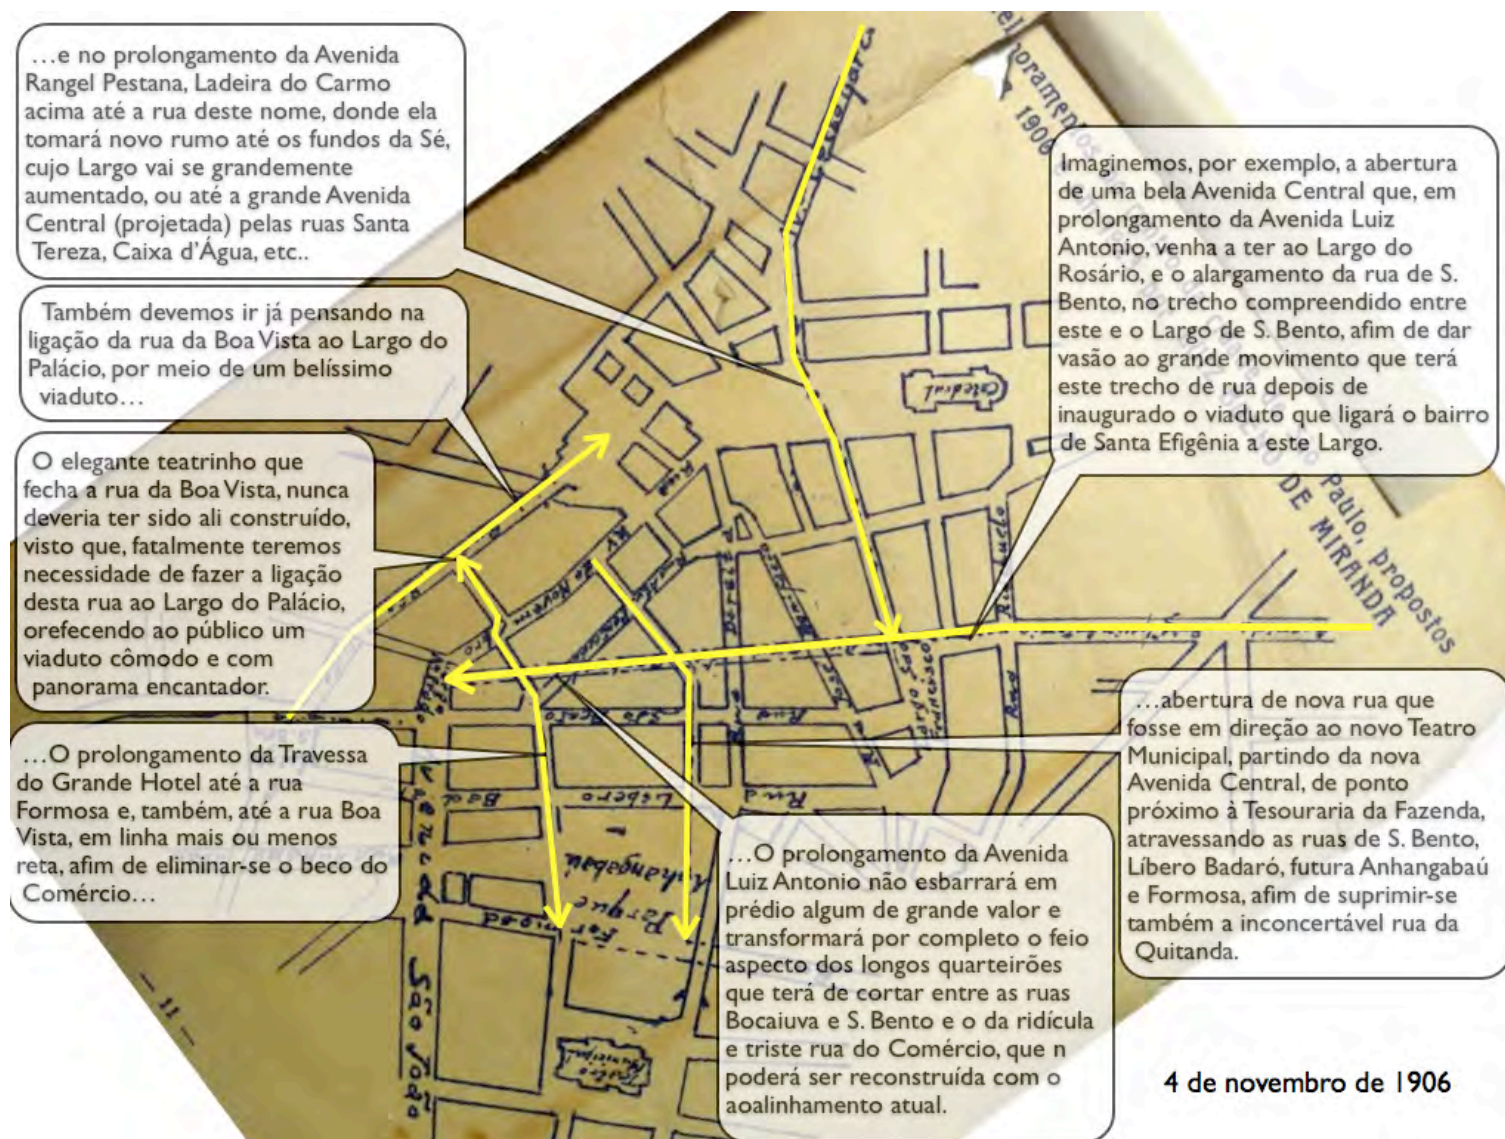 …e no prolongamento da Avenida
Rangel Pestana, Ladeira do Carmo
acima até a rua deste nome, donde ela
tomará novo rumo até os fundos da Sé,
cujo Largo vai se grandemente
aumentado, ou até a grande Avenida
Central (projetada) pelas ruas Santa
Tereza, Caixa d'Água, etc..
Também devemos ir já pensando na
ligação da rua da Boa Vista ao Largo do
Palácio, por meio de um belíssimo
viaduto…
O elegante teatrinho que
fecha a rua da Boa Vista, nunca
deveria ter sido ali construído,
visto que, fatalmente teremos
necessidade de fazer a ligação
desta rua ao Largo do Palácio,
orefecendo ao público um
viaduto cômodo e com
panorama encantador.
…O prolongamento da Travessa
do Grande Hotel até a rua
Formosa e, também, até a rua Boa
Vista, em linha mais ou menos
reta, afim de eliminar-se o beco do
Comércio…
Imaginemos, por exemplo, a abertura
de uma bela Avenida Central que, em
prolongamento da Avenida Luiz
Antonio, venha a ter ao Largo do
Rosário, e o alargamento da rua de S.
Bento, no trecho compreendido entre
este e o Largo de S. Bento, afim de dar
vasão ao grande movimento que terá
este trecho de rua depois de
inaugurado o viaduto que ligará o bairro
de Santa Efigênia a este Largo.
…abertura de nova rua que
fosse em direção ao novo Teatro
Municipal, partindo da nova
Avenida Central, de ponto
próximo à Tesouraria da Fazenda,
atravessando as ruas de S. Bento,
Líbero Badaró, futura Anhangabaú
e Formosa, afim de suprimir-se
também a inconcertável rua da
Quitanda.
…O prolongamento da Avenida
Luiz Antonio não esbarrará em
prédio algum de grande valor e
transformará por completo o feio
aspecto dos longos quarteirões
que terá de cortar entre as ruas
Bocaiuva e S. Bento e o da ridícula
e triste rua do Comércio, que n
poderá ser reconstruída com o
aoalinhamento atual.
4 de novembro de 1906
1906
Paulo, propostos
DE MIRANDA
Catedral
Rua
Rua
Rua
Líbero
Bad
Parque
Anhangabaú
For mosa
São João
Teatro
Municipal
Largo São
Francisco
— 11 —